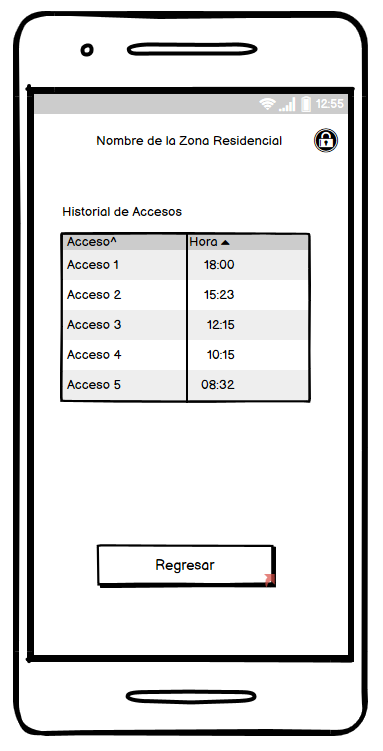 12:55
Nombre de la Zona Residencial
Historial de Accesos
Acceso^ Hora ▲
Acceso 1 18:00
Acceso 2 15:23
Acceso 3 12:15
Acceso 4 10:15
Acceso 5 08:32
Regresar